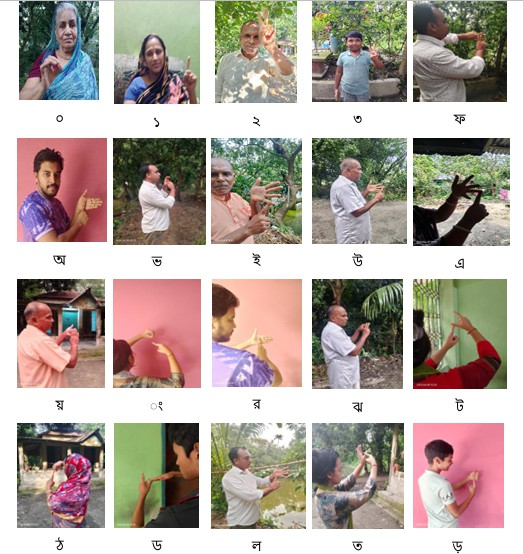 ০ ১ ২ ৩ ফ
অ ভ ই উ এ
য় ং র ঝ ট
ঠ ড ল ত ড়